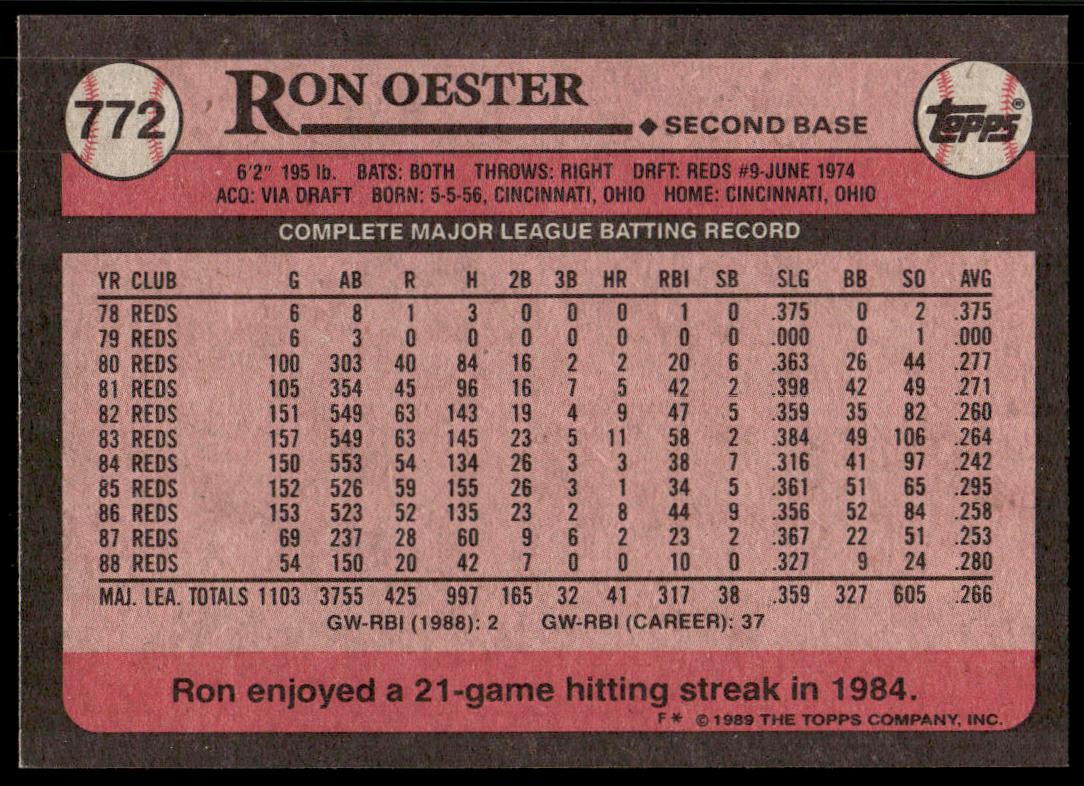 772
RON OESTER
TOPPS®
◆ SECOND BASE
6'2" 195 lb. BATS: BOTH THROWS: RIGHT DRFT: REDS #9-JUNE 1974
ACQ: VIA DRAFT BORN: 5-5-56, CINCINNATI, OHIO HOME: CINCINNATI, OHIO
COMPLETE MAJOR LEAGUE BATTING RECORD
YR CLUB G AB R H 2B 3B HR RBI SB SLG BB SO AVG
78 REDS 6 8 1 3 0 0 0 1 0 .375 0 2 .375
79 REDS 6 3 0 0 0 0 0 0 0 .000 0 1 .000
80 REDS 100 303 40 84 16 2 2 20 6 .363 26 44 .277
81 REDS 105 354 45 96 16 7 5 42 2 .398 42 49 .271
82 REDS 151 549 63 143 19 4 9 47 5 .359 35 82 .260
83 REDS 157 549 63 145 23 5 11 58 2 .384 49 106 .264
84 REDS 150 553 54 134 26 3 3 38 7 .316 41 97 .242
85 REDS 152 526 59 155 26 3 1 34 5 .361 51 65 .295
86 REDS 153 523 52 135 23 2 8 44 9 .356 52 84 .258
87 REDS 69 237 28 60 9 6 2 23 2 .367 22 51 .253
88 REDS 54 150 20 42 7 0 0 10 0 .327 9 24 .280
MAJ. LEA. TOTALS 1103 3755 425 997 165 32 41 317 38 .359 327 605 .266
GW-RBI (1988): 2 GW-RBI (CAREER): 37
Ron enjoyed a 21-game hitting streak in 1984.
F* © 1989 THE TOPPS COMPANY, INC.